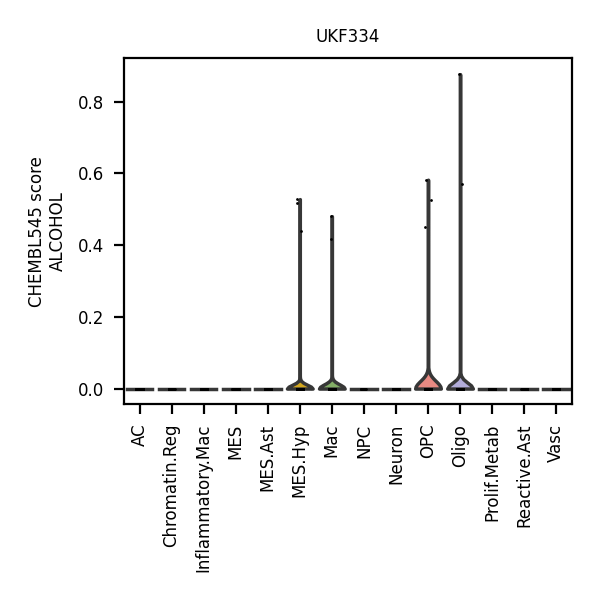 UKF334
CHEMBL545 score
ALCOHOL
0.8
0.6
0.4
0.2
0.0
AC
Chromatin.Reg
Inflammatory.Mac
MES
MES.Ast
MES.Hyp
Mac
NPC
Neuron
OPC
Oligo
Prolif.Metab
Reactive.Ast
Vasc